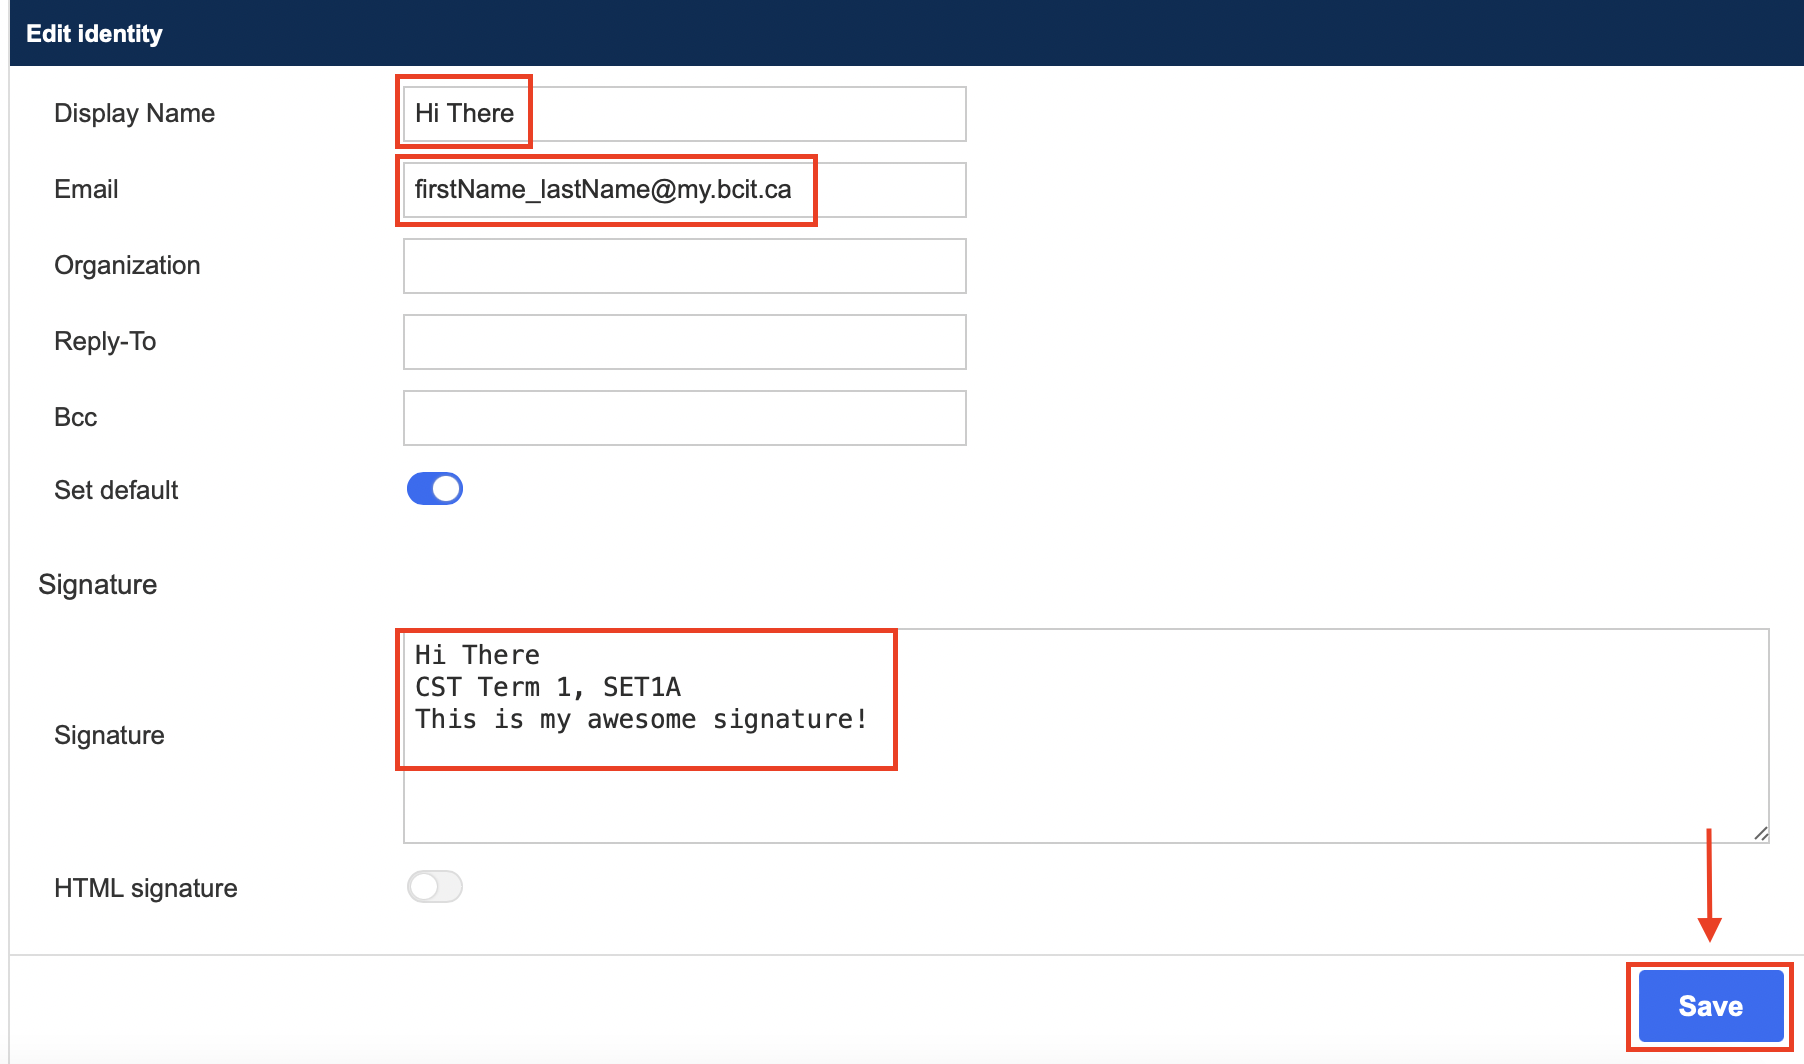 Edit identity
Display Name
Hi There
Email
firstName_lastName@my.bcit.ca
Organization
Reply-To
Bcc
Set default
Signature
Signature
Hi There
CST Term 1, SET1A
This is my awesome signature!
HTML signature
Save